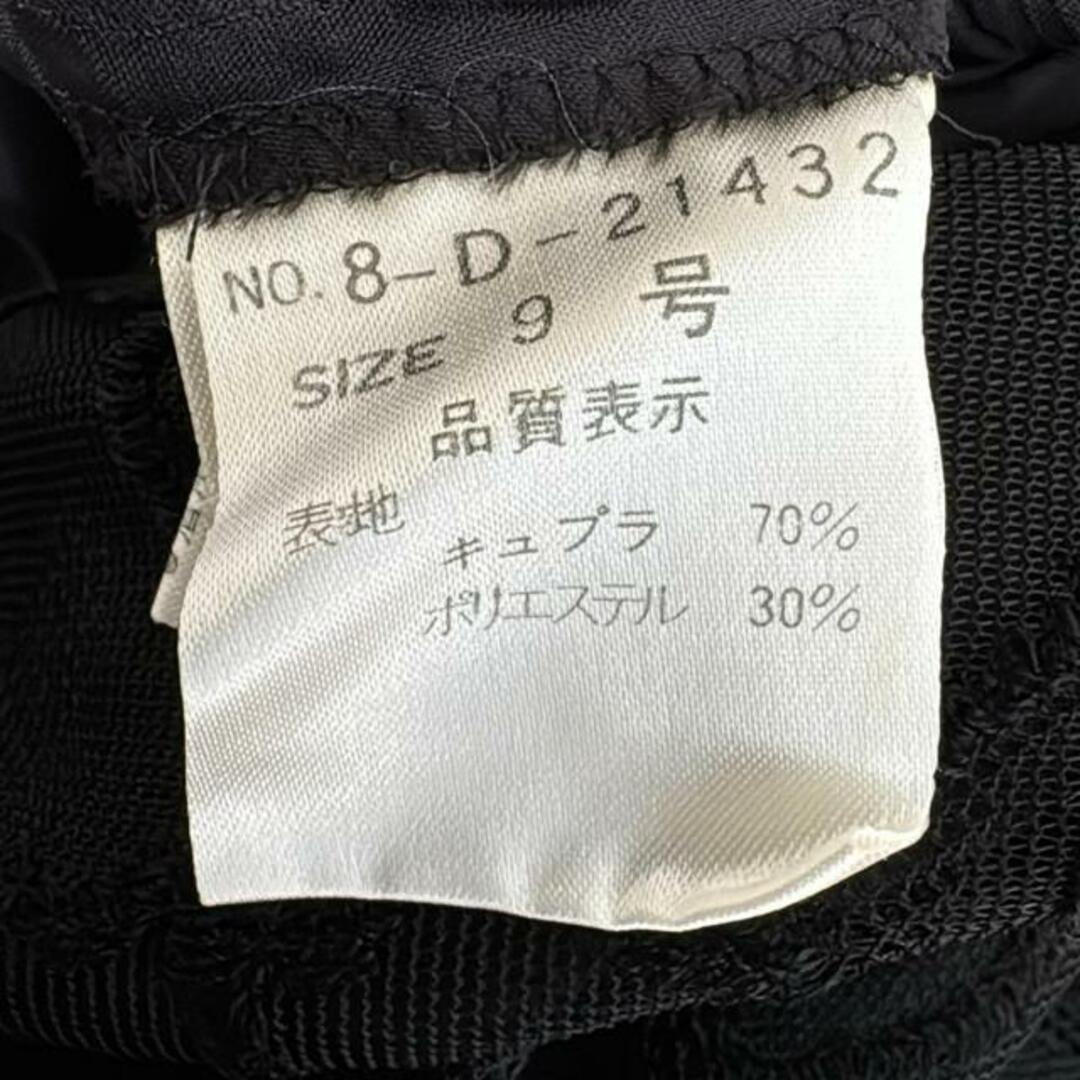 NO. 8-D-21432
SIZE 9 号
品質表示
表地 キュプラ 70%
ポリエステル 30%